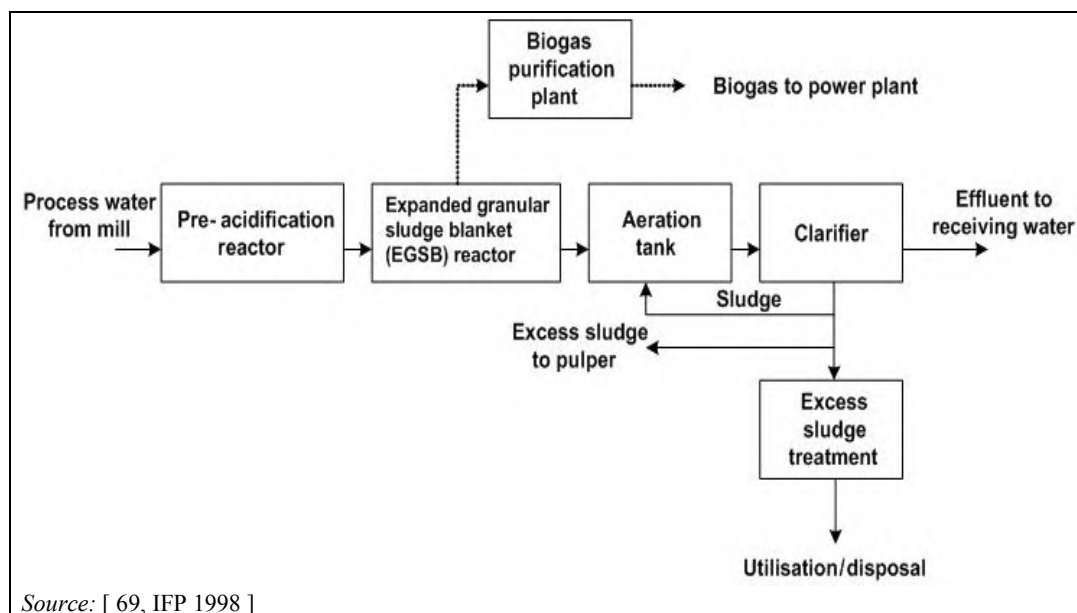 Biogas
purification
plant
Biogas to power plant
Process water
from mill
Pre- acidification
reactor
Expanded granular
sludge blanket
(EGSB) reactor
Aeration
tank
Clarifier
Effluent to
receiving water
Sludge
Excess sludge
to pulper
Excess
sludge
treatment
Utilisation/disposal
Source: [ 69, IFP 1998 ]